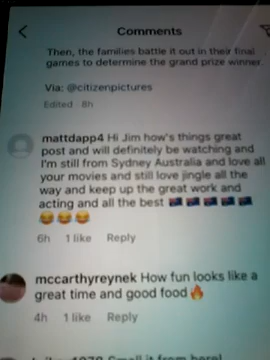 Comments
Then, the families battle it out in their final
games to determine the grand prize winner.
Via: @citizenpictures
Edited 8h
mattdapp4 Hi Jim how's things great
post and will definitely be watching and
I'm still from Sydney Australia and love all
your movies and still love jingle all the
way and keep up the great work and
acting and all the best 🇦🇺 🇦🇺 🇦🇺 🇦🇺 🇦🇺
😂 😂 😂
6h 1 like Reply
mccarthyreynek How fun looks like a
great time and good food 🔥
4h 1 like Reply